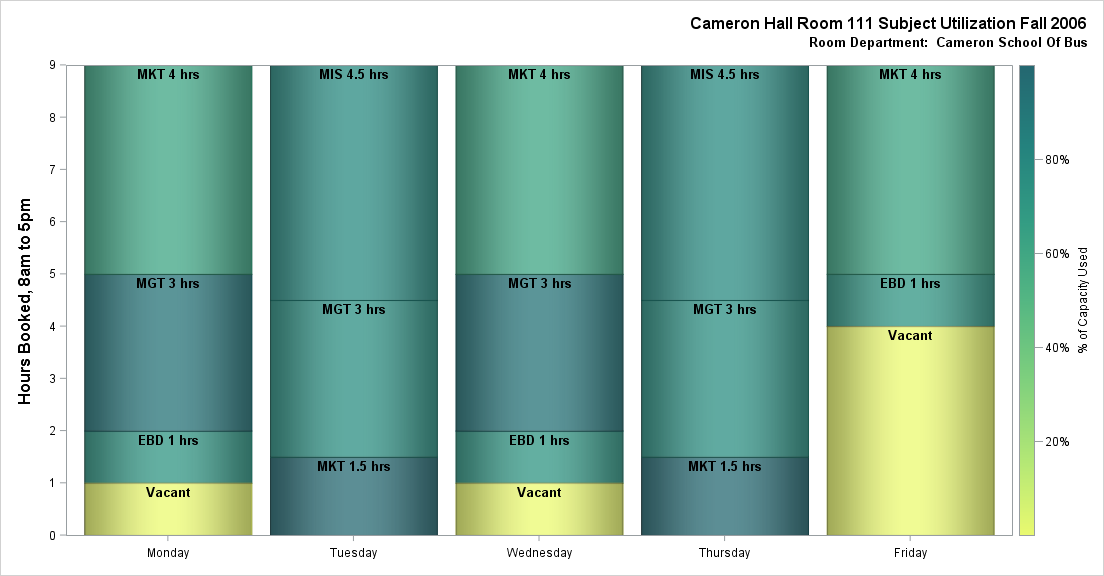 Cameron Hall Room 111 Subject Utilization Fall 2006
Room Department:  Cameron School Of Bus
Hours Booked, 8am to 5pm
9
8
7
6
5
4
3
2
1
0
MKT 4 hrs
MGT 3 hrs
EBD 1 hrs
Vacant
MIS 4.5 hrs
MGT 3 hrs
MKT 1.5 hrs
MKT 4 hrs
MGT 3 hrs
EBD 1 hrs
Vacant
MIS 4.5 hrs
MGT 3 hrs
MKT 1.5 hrs
MKT 4 hrs
EBD 1 hrs
Vacant
Monday
Tuesday
Wednesday
Thursday
Friday
80%
60%
40%
20%
% of Capacity Used